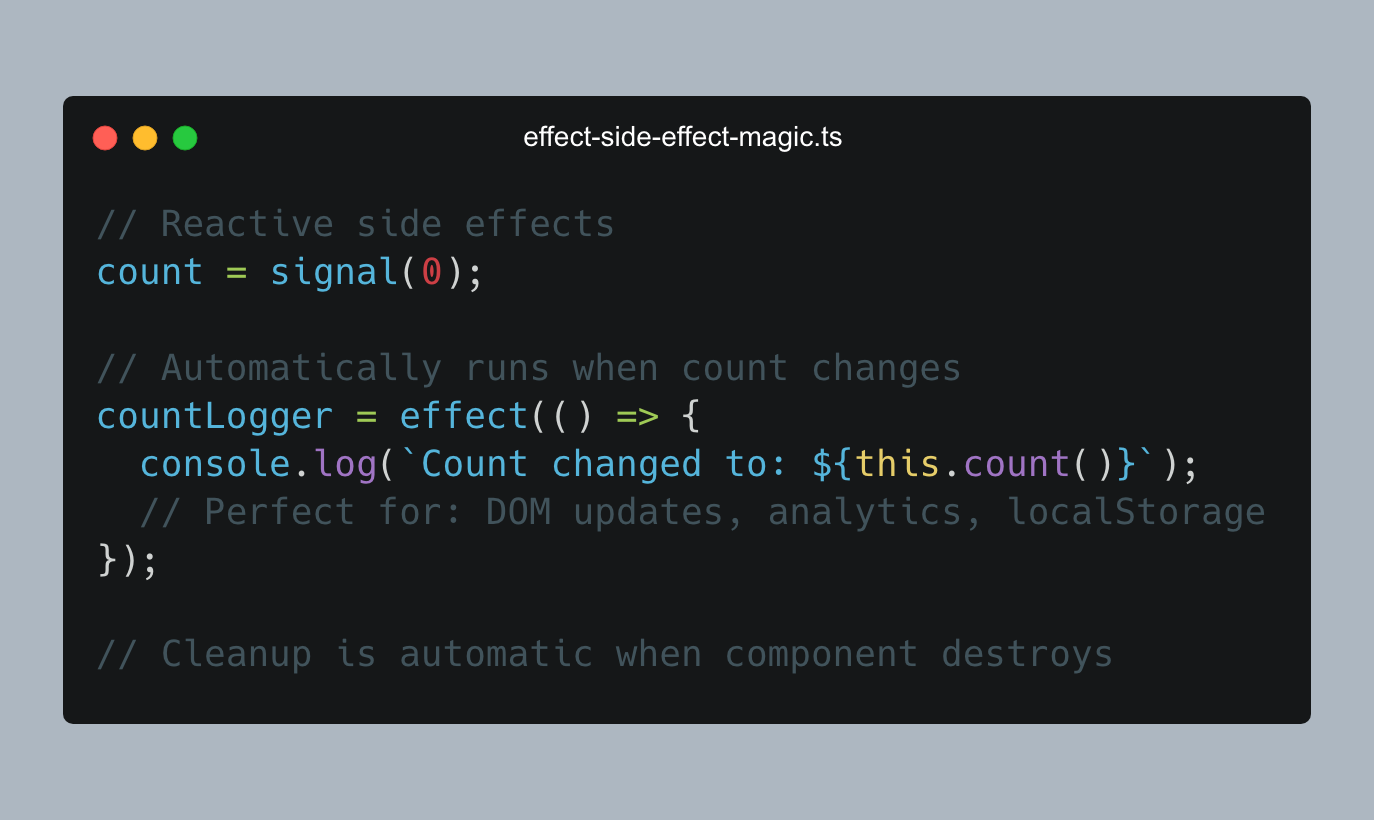 effect-side-effect-magic.ts
// Reactive side effects
count = signal(0);
// Automatically runs when count changes
countLogger = effect(() => {
  console.log(`Count changed to: ${this.count()}`);
  // Perfect for: DOM updates, analytics, localStorage
});
// Cleanup is automatic when component destroys